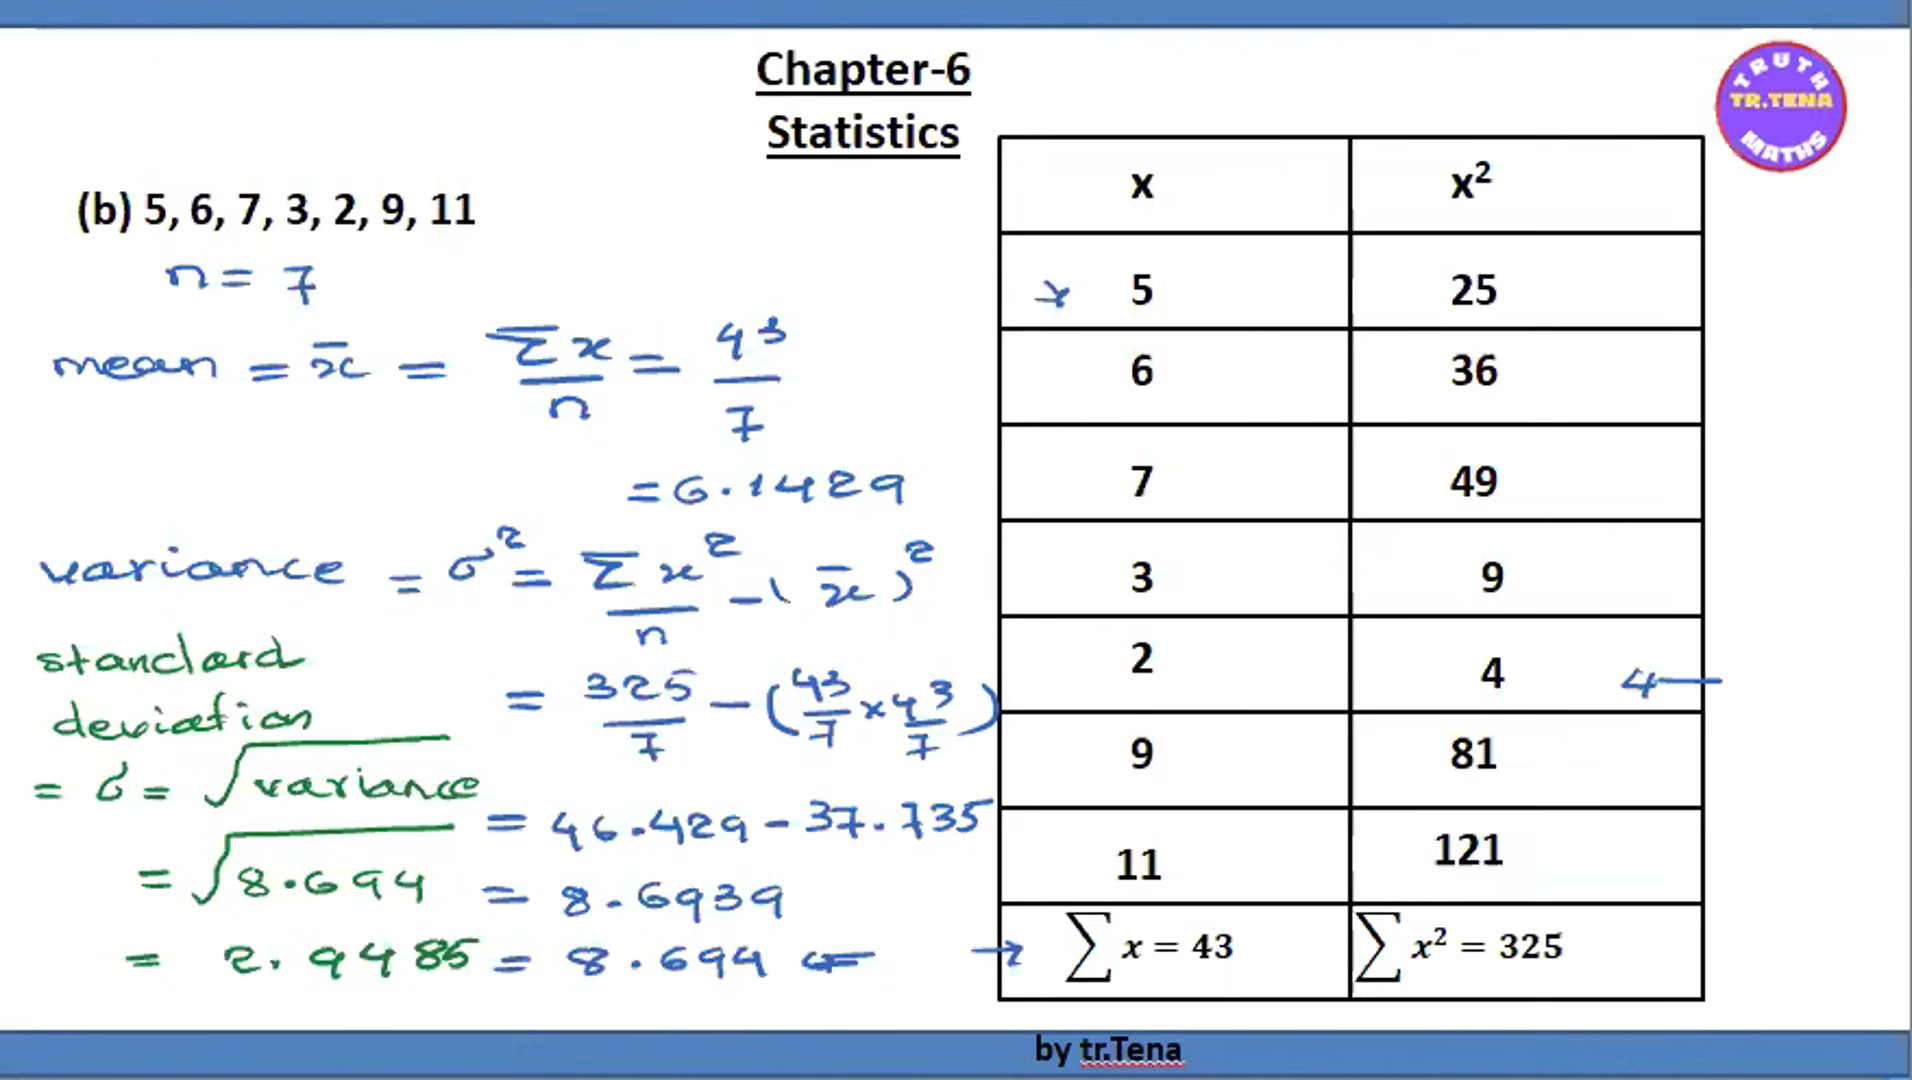 Chapter-6
Statistics
TRUTH
TR.TENA
MATHS
(b) 5, 6, 7, 3, 2, 9, 11
n = 7
mean = x̄ = Σx/n = 43/7
= 6.1429
variance = σ² = Σx²/n - (x̄)²
= 325/7 - (43/7 × 43/7)
= 46.429 - 37.735
= 8.6939
= 8.694
standard
deviation
= σ = √variance
= √8.694
= 2.9485
x x²
5 25
6 36
7 49
3 9
2 4
4
9 81
11 121
∑ x = 43 ∑ x² = 325
by tr.Tena